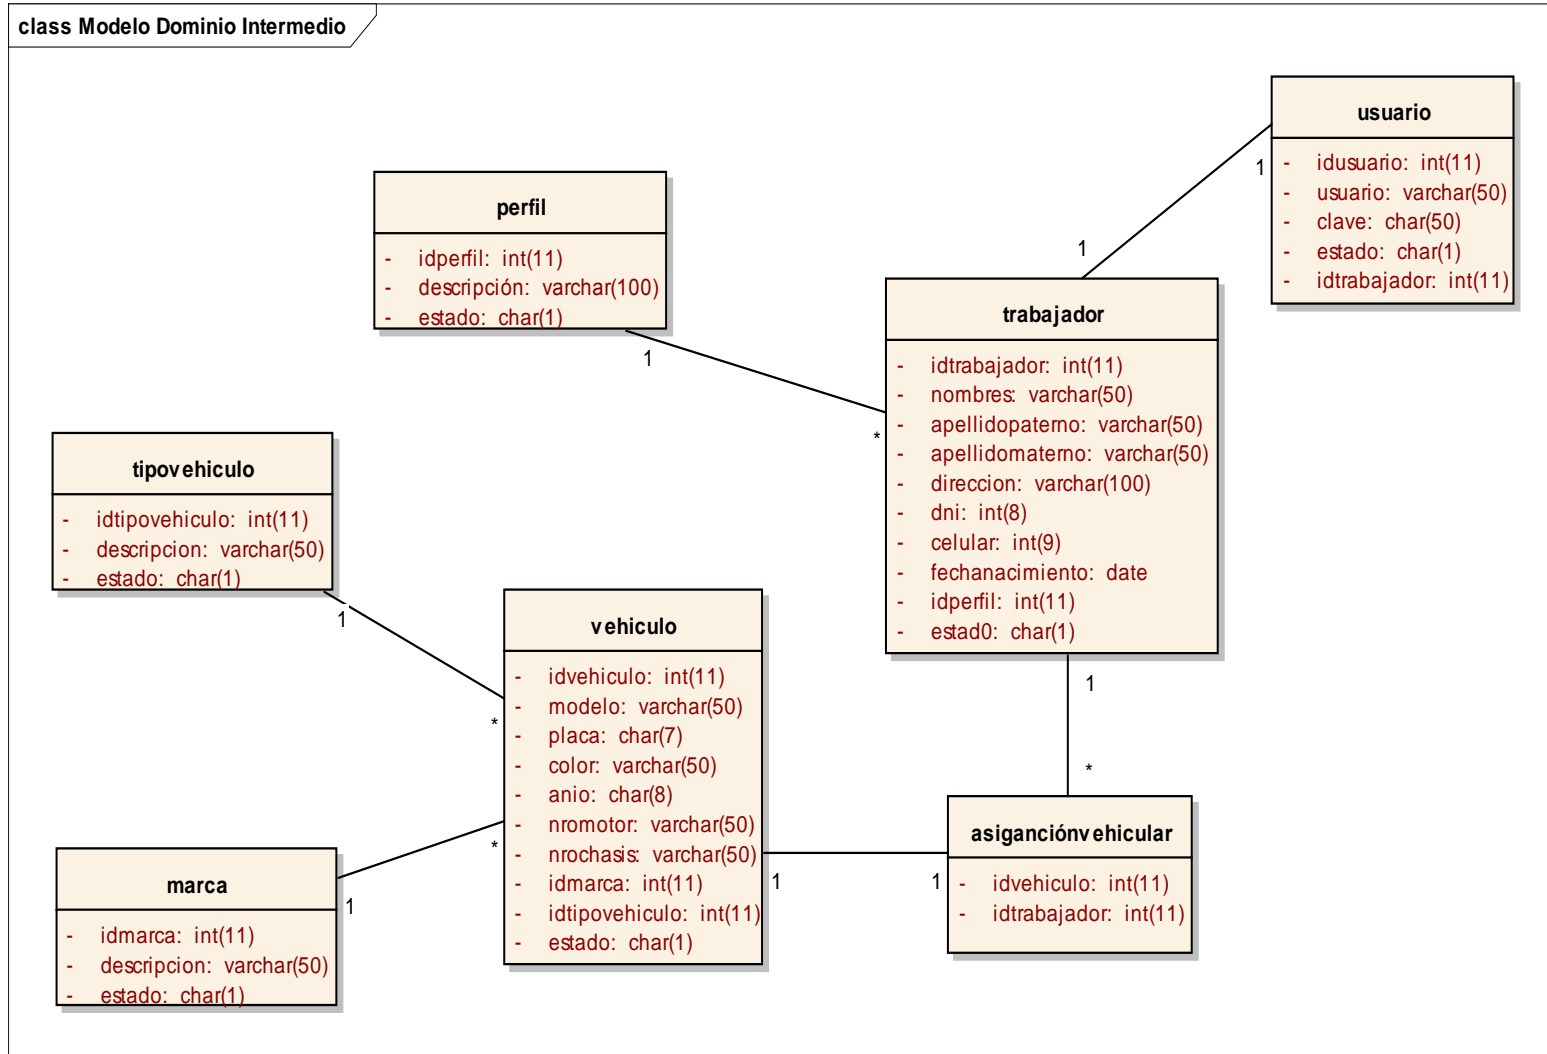 class Modelo Dominio Intermedio
usuario
- idusuario: int(11)
- usuario: varchar(50)
- clave: char(50)
- estado: char(1)
- idtrabajador: int(11)
1
1
perfil
- idperfil: int(11)
- descripción: varchar(100)
- estado: char(1)
1
*
trabajador
- idtrabajador: int(11)
- nombres: varchar(50)
- apellidopaterno: varchar(50)
- apellidomaterno: varchar(50)
- direccion: varchar(100)
- dni: int(8)
- celular: int(9)
- fechanacimiento: date
- idperfil: int(11)
- estad0: char(1)
1
*
tipovehiculo
- idtipovehiculo: int(11)
- descripcion: varchar(50)
- estado: char(1)
1
*
vehiculo
- idvehiculo: int(11)
- modelo: varchar(50)
- placa: char(7)
- color: varchar(50)
- anio: char(8)
- nromotor: varchar(50)
- nrochasis: varchar(50)
- idmarca: int(11)
- idtipovehiculo: int(11)
- estado: char(1)
*
1
1
1
marca
- idmarca: int(11)
- descripcion: varchar(50)
- estado: char(1)
asiganciónvehicular
- idvehiculo: int(11)
- idtrabajador: int(11)